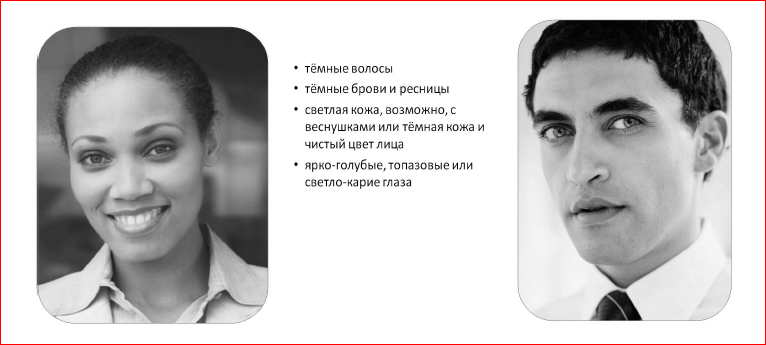 • тёмные волосы
• тёмные брови и ресницы
• светлая кожа, возможно, с
веснушками или тёмная кожа и
чистый цвет лица
• ярко-голубые, топазовые или
светло-карие глаза